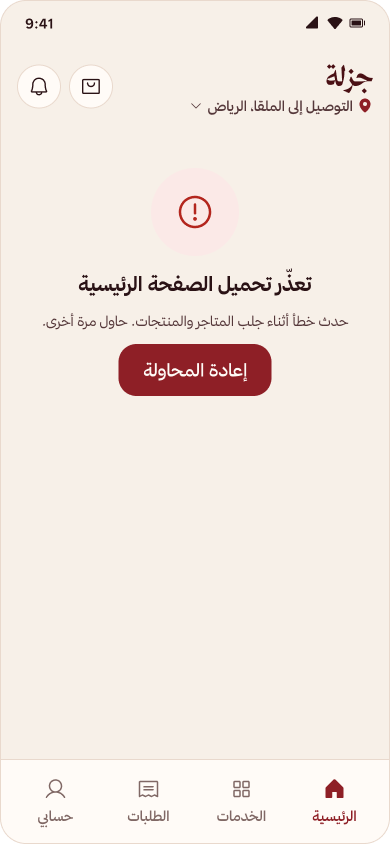 9:41
جزلة
التوصيل إلى الملقا، الرياض
تعذّر تحميل الصفحة الرئيسية
حدث خطأ أثناء جلب المتاجر والمنتجات. حاول مرة أخرى.
إعادة المحاولة
الرئيسية
الخدمات
الطلبات
حسابي